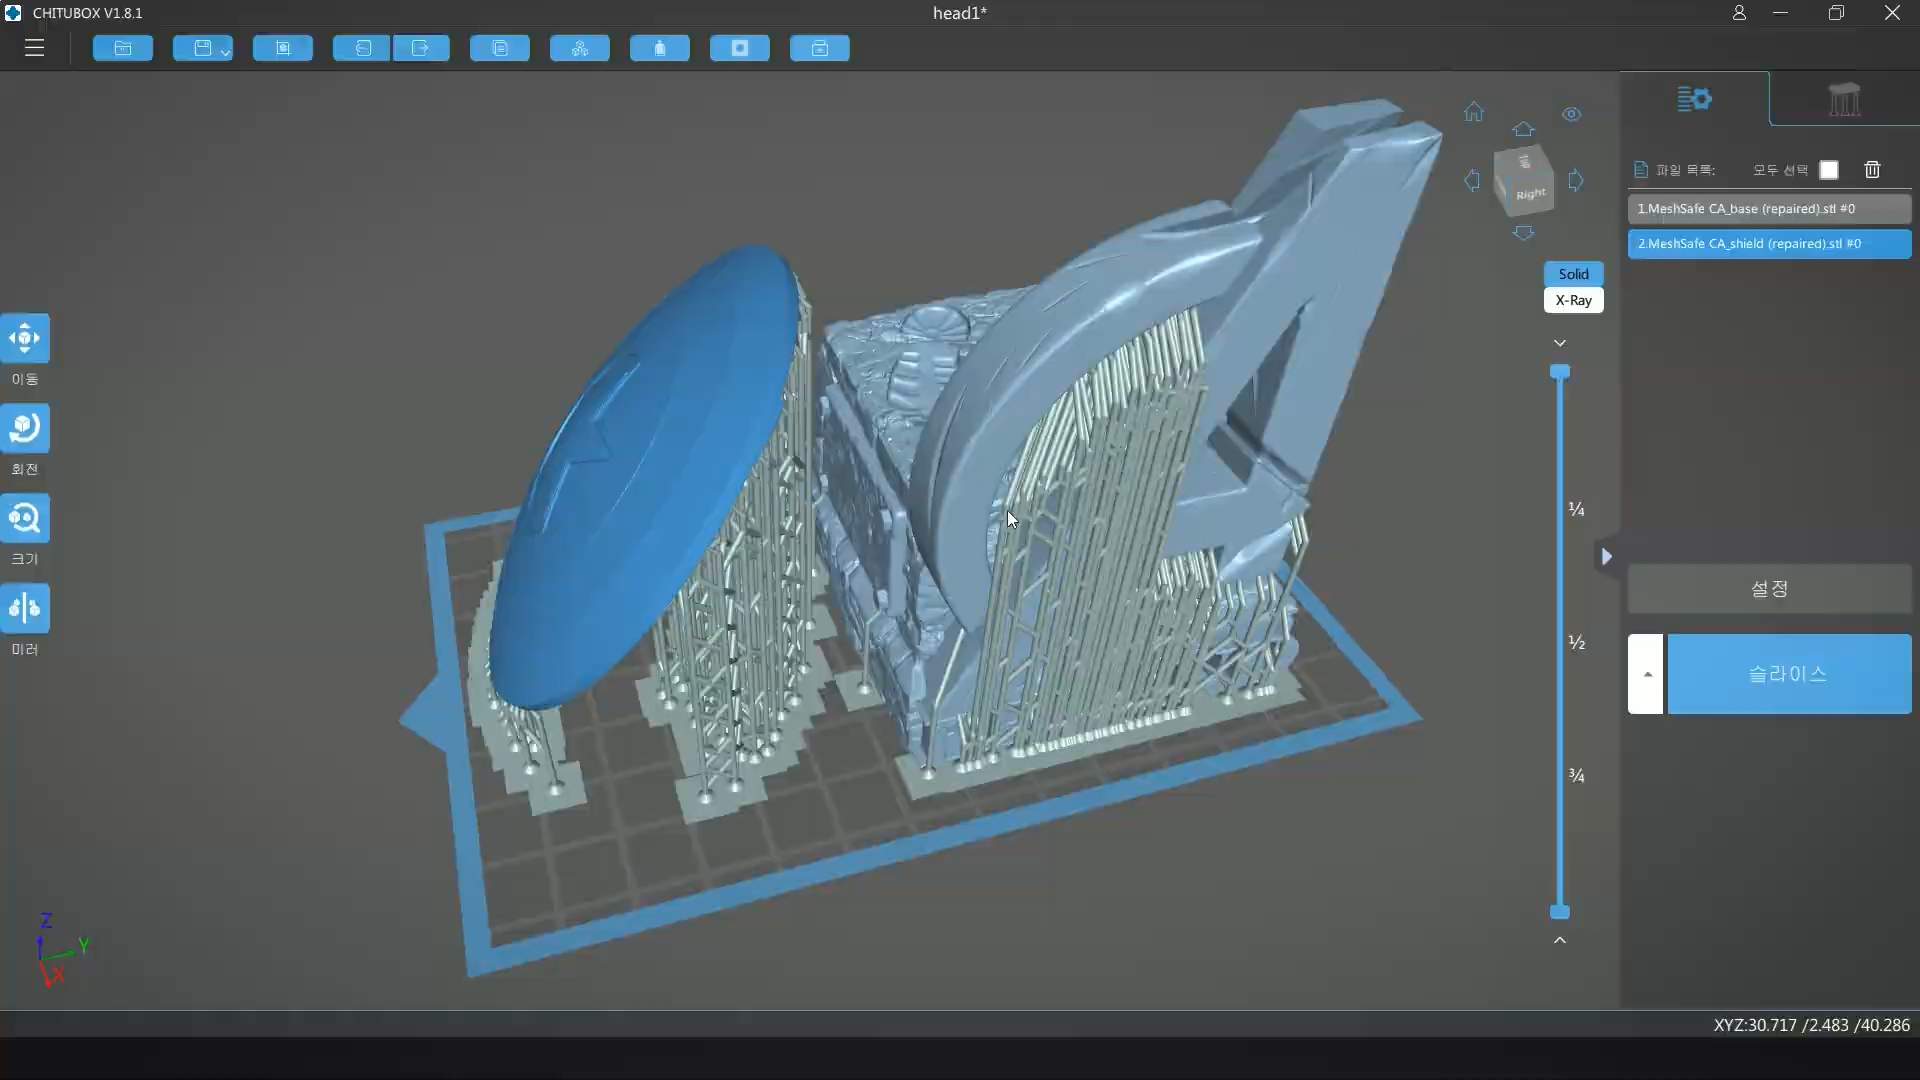 CHITUBOX V1.8.1
head1*
파일 목록:
모두 선택
1.MeshSafe CA_base (repaired).stl #0
2.MeshSafe CA_shield (repaired).stl #0
Top
Right
Solid
X-Ray
이동
회전
크기
미러
¼
½
¾
설정
슬라이스
Z
Y
X
XYZ:30.717 /2.483 /40.286